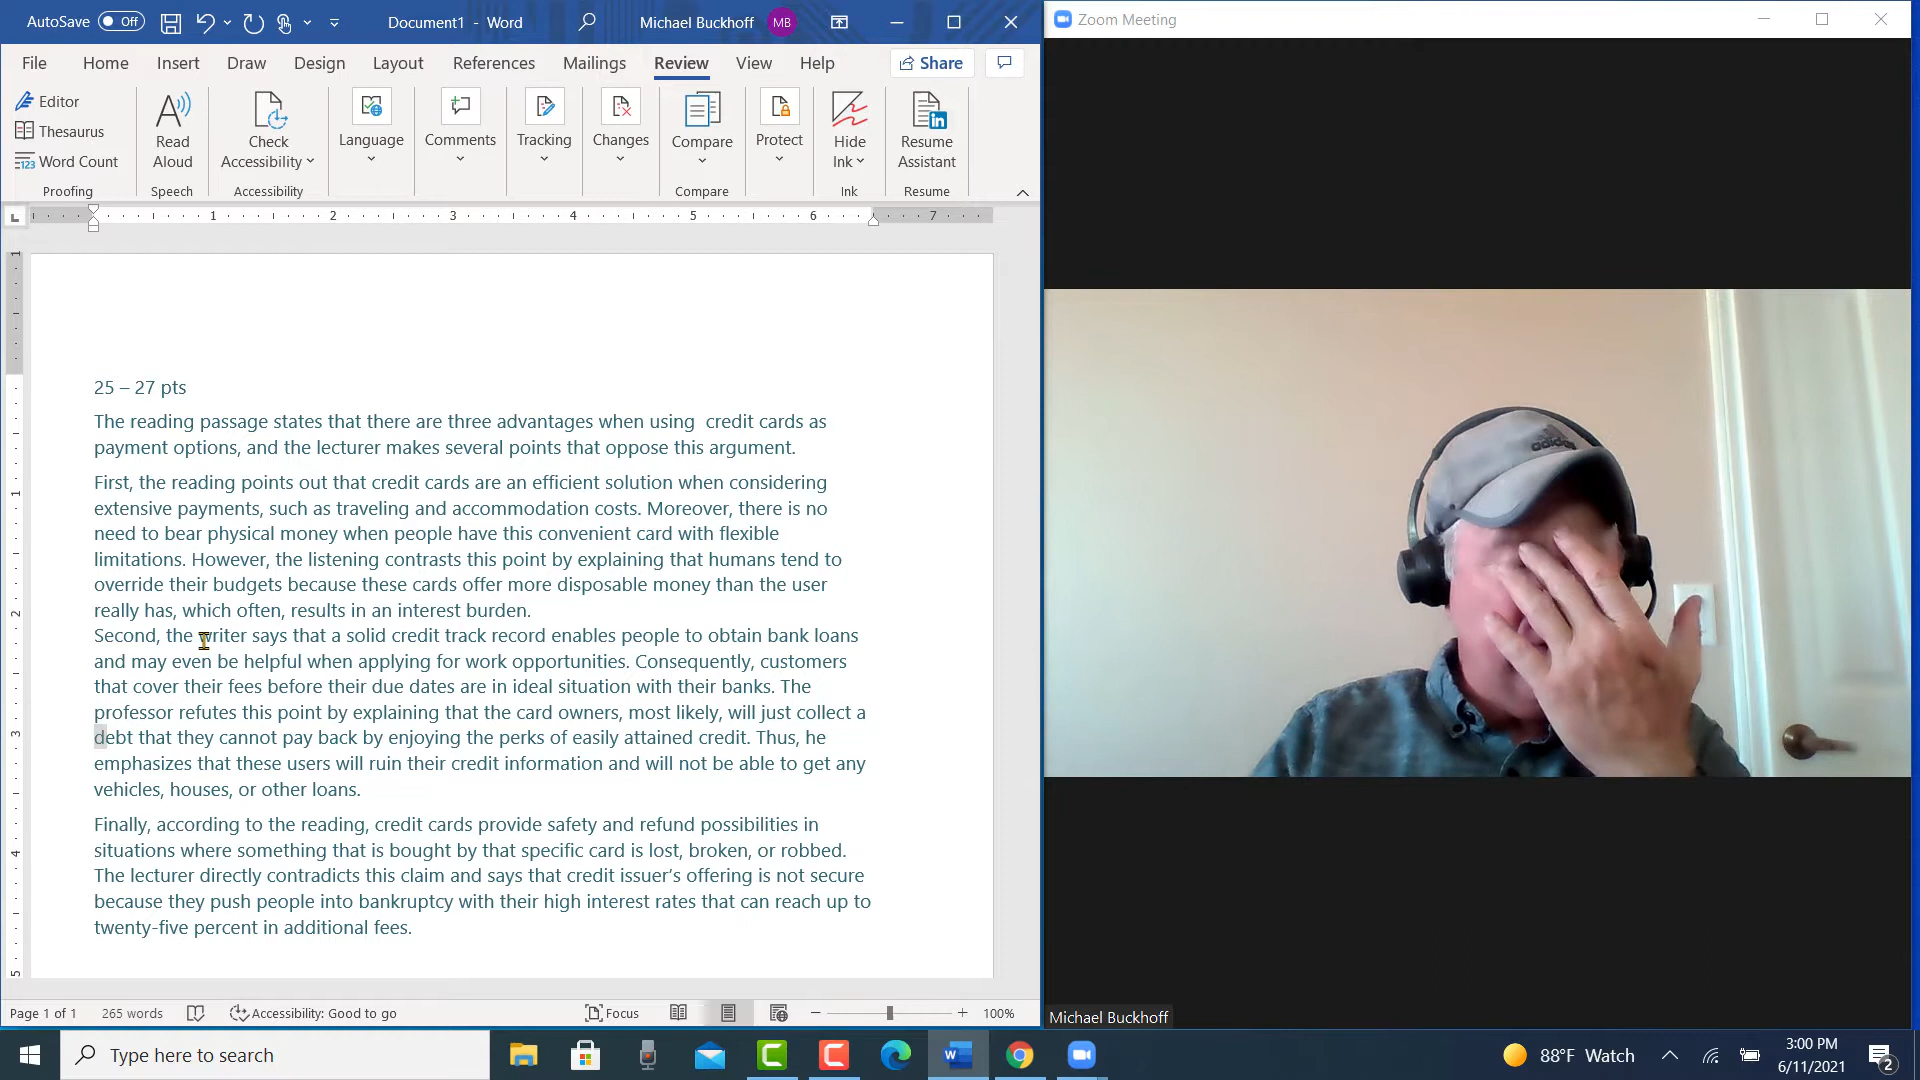 AutoSave Off Document1 - Word Michael Buckhoff MB
Zoom Meeting
File Home Insert Draw Design Layout References Mailings Review View Help Share
Editor
Thesaurus
Word Count
Proofing
Read Aloud
Speech
Check Accessibility
Accessibility
Language
Comments
Tracking
Changes
Compare
Compare
Protect
Hide Ink
Ink
Resume Assistant
Resume
1 2 3 4 5 6 7
25 – 27 pts
The reading passage states that there are three advantages when using  credit cards as
payment options, and the lecturer makes several points that oppose this argument.
First, the reading points out that credit cards are an efficient solution when considering
extensive payments, such as traveling and accommodation costs. Moreover, there is no
need to bear physical money when people have this convenient card with flexible
limitations. However, the listening contrasts this point by explaining that humans tend to
override their budgets because these cards offer more disposable money than the user
really has, which often, results in an interest burden.
Second, the writer says that a solid credit track record enables people to obtain bank loans
and may even be helpful when applying for work opportunities. Consequently, customers
that cover their fees before their due dates are in ideal situation with their banks. The
professor refutes this point by explaining that the card owners, most likely, will just collect a
debt that they cannot pay back by enjoying the perks of easily attained credit. Thus, he
emphasizes that these users will ruin their credit information and will not be able to get any
vehicles, houses, or other loans.
Finally, according to the reading, credit cards provide safety and refund possibilities in
situations where something that is bought by that specific card is lost, broken, or robbed.
The lecturer directly contradicts this claim and says that credit issuer’s offering is not secure
because they push people into bankruptcy with their high interest rates that can reach up to
twenty-five percent in additional fees.
adidas
Michael Buckhoff
Page 1 of 1 265 words Accessibility: Good to go Focus 100%
Type here to search
88°F Watch
3:00 PM
6/11/2021
2